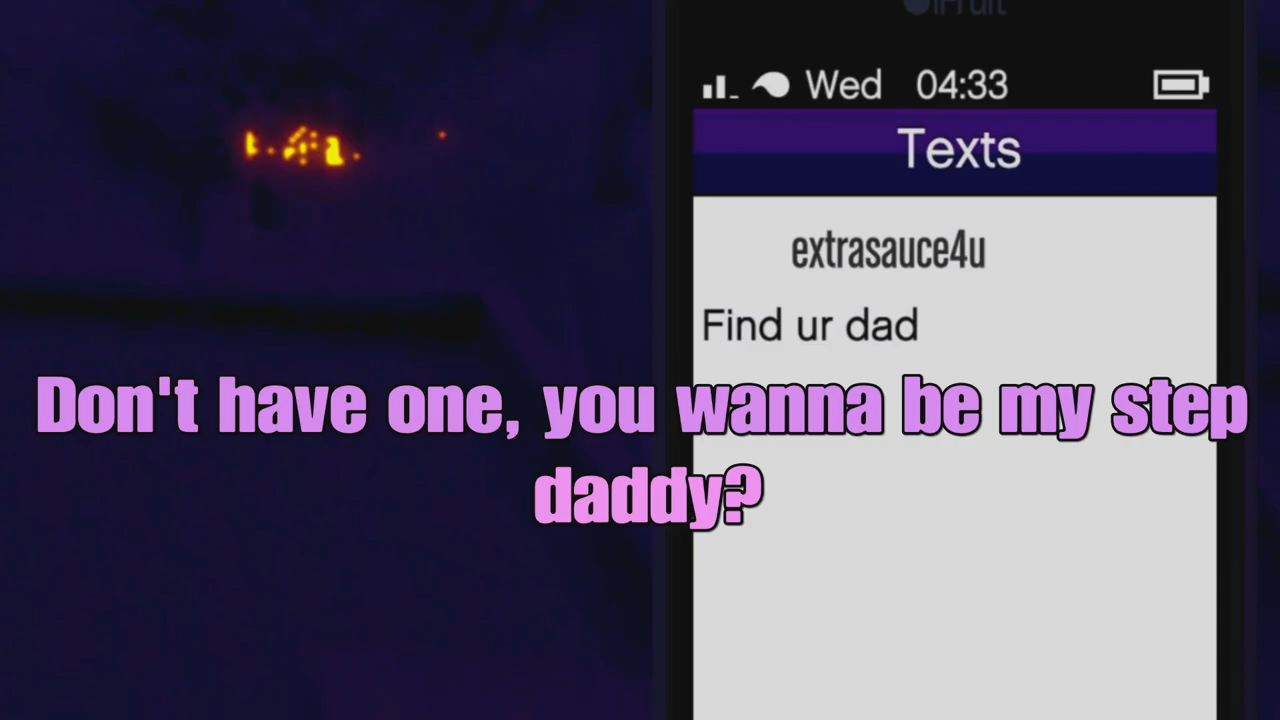 iFruit
Wed 04:33
Texts
extrasauce4u
Find ur dad
Don't have one, you wanna be my step
daddy?